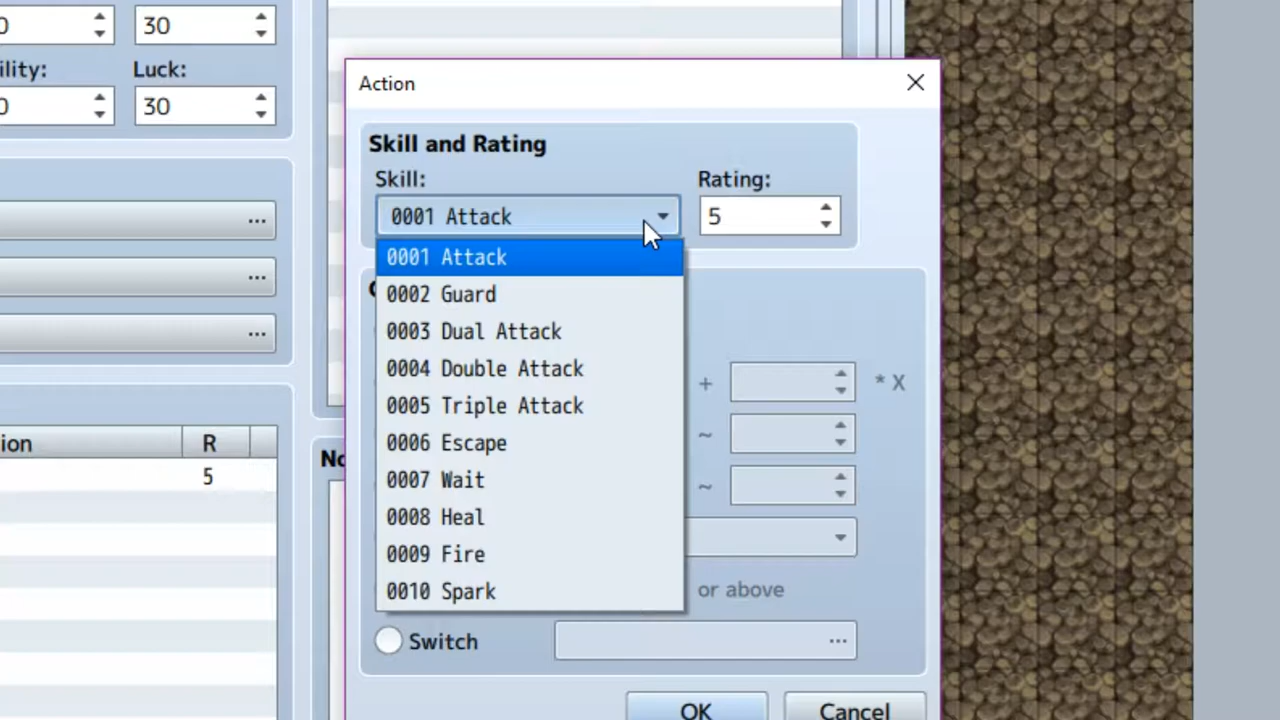 0 30
ility: Luck:
0 30
Action
Skill and Rating
Skill: Rating:
0001 Attack 5
0001 Attack
0002 Guard
0003 Dual Attack
0004 Double Attack
+ * X
0005 Triple Attack
~
ion R
0006 Escape
No
5
0007 Wait
~
0008 Heal
0009 Fire
0010 Spark
or above
Switch ...
OK Cancel